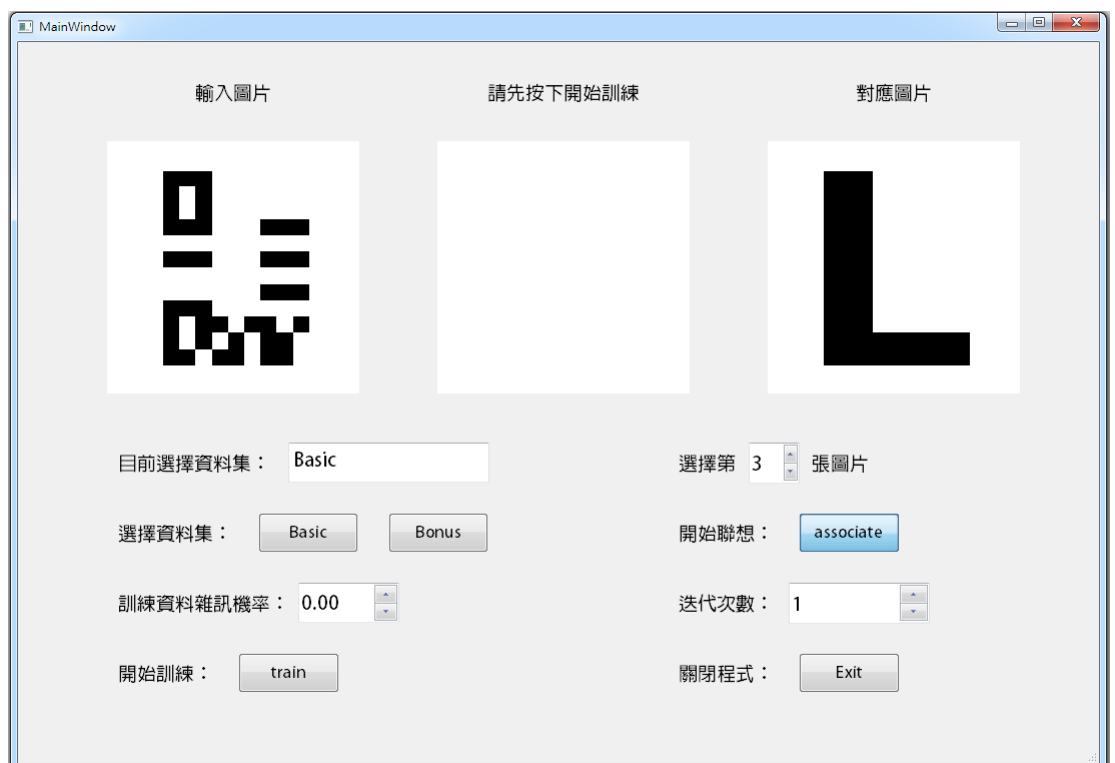 MainWindow
輸入圖片 請先按下開始訓練 對應圖片
目前選擇資料集： Basic 選擇第 3 張圖片
選擇資料集： Basic Bonus 開始聯想： associate
訓練資料雜訊機率： 0.00 迭代次數： 1
開始訓練： train 關閉程式： Exit